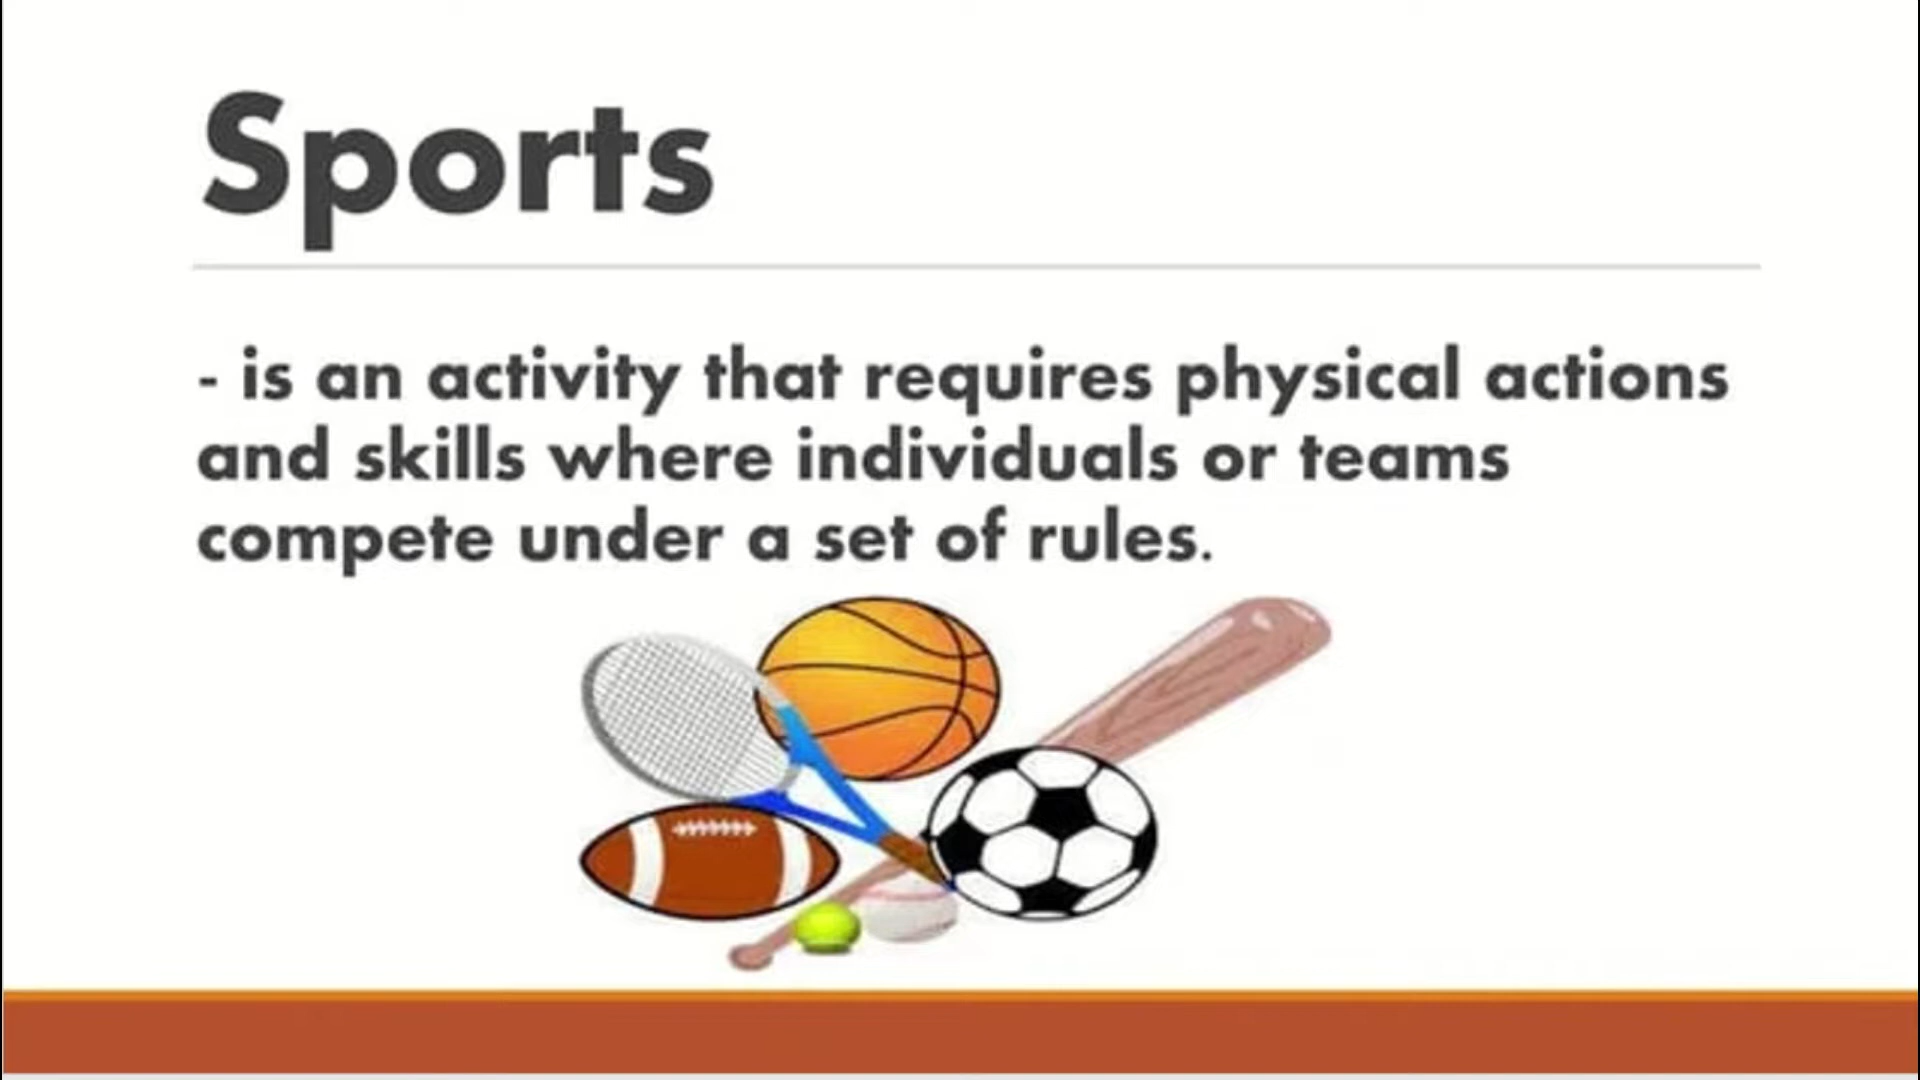 Sports
- is an activity that requires physical actions
and skills where individuals or teams
compete under a set of rules.